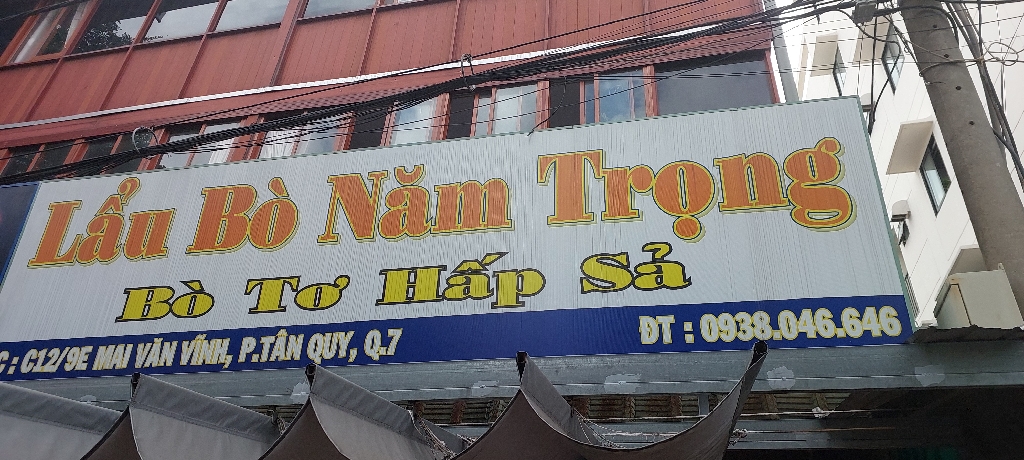 Lẩu Bò Năm Trọng
Bò Tơ Hấp Sả
C : C12/9E MAI VĂN VĨNH, P.TÂN QUY, Q.7
ĐT : 0938.046.646